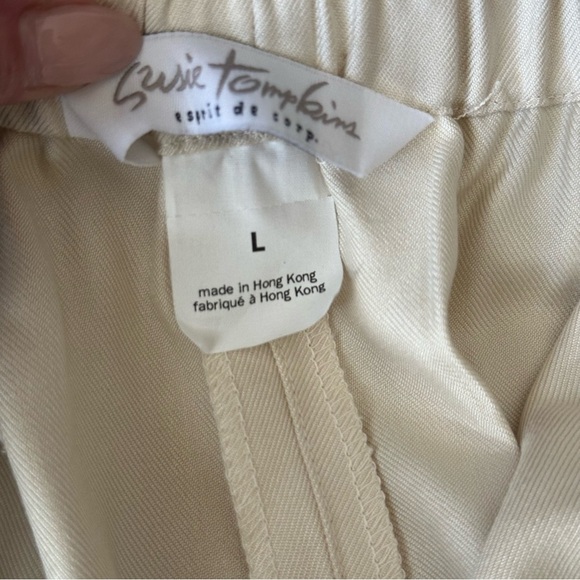 Susie Tompkins
esprit de corp.
L
made in Hong Kong
fabriqué à Hong Kong